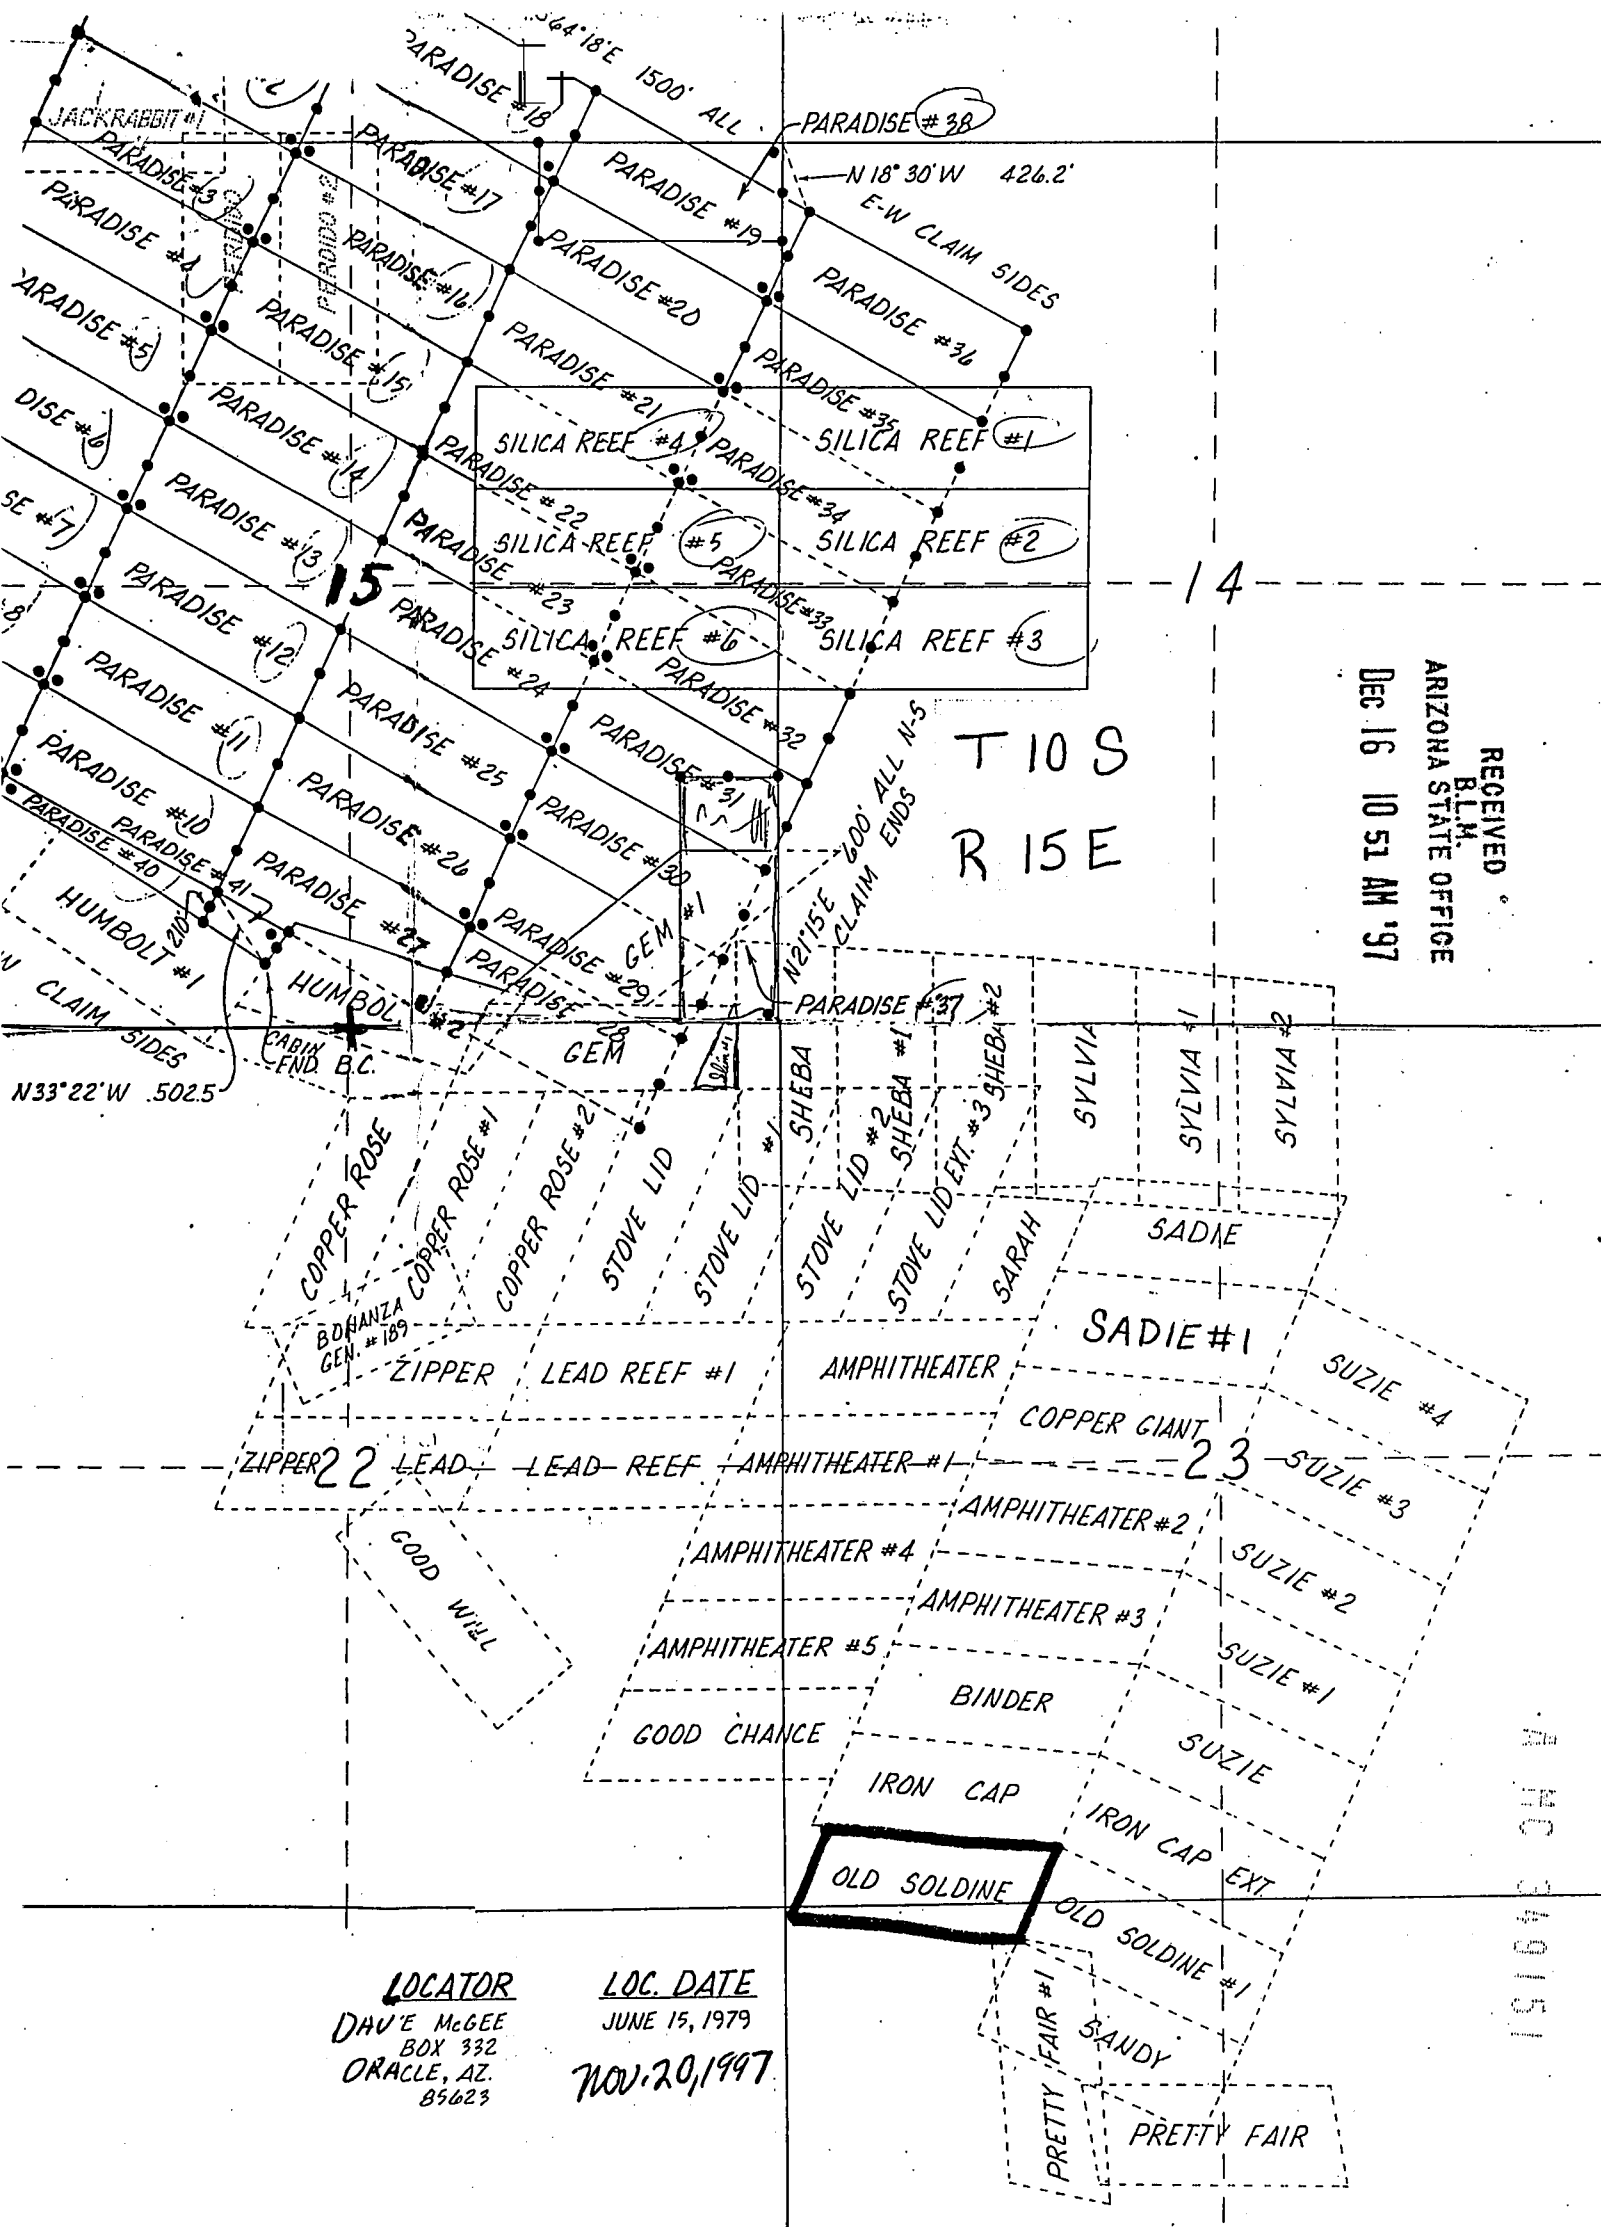 S64°18'E 1500' ALL
E-W CLAIM SIDES
PARADISE #18
PARADISE #38
N 18° 30' W 426.2'
JACKRABBIT #1
PARADISE #3
PARADISE #17
PARADISE #19
PARADISE #4
PERDIDO
PERDIDO #2
PARADISE #16
PARADISE #20
PARADISE #36
ARADISE #5
PARADISE #15
PARADISE #21
PARADISE #35
DISE #6
PARADISE #14
SILICA REEF #4
SILICA REEF #1
PARADISE #22
PARADISE #34
SE #7
PARADISE #13
SILICA REEF #5
SILICA REEF #2
PARADISE #23
PARADISE #33
15
14
8
PARADISE #12
PARADISE #24
SILICA REEF #6
SILICA REEF #3
PARADISE #11
PARADISE #25
PARADISE #32
T 10 S
R 15 E
RECEIVED
B.L.M.
ARIZONA STATE OFFICE
DEC 16 10 51 AM '97
PARADISE #10
PARADISE #26
PARADISE #31
N21°15'E 600' ALL N-S
CLAIM ENDS
PARADISE #41
PARADISE #40
PARADISE #27
PARADISE #30
GEM #1
HUMBOLT #1
210'
PARADISE #29
PARADISE 28
PARADISE #37
HUMBOL #2
W CLAIM SIDES
CABIN
END. B.C.
N33°22'W .502.5
GEM
SHEBA
SHEBA #1
SHEBA #2
SYLVIA
SYLVIA #1
SYLVIA #2
COPPER ROSE
COPPER ROSE #1
COPPER ROSE #2
STOVE LID
STOVE LID #1
STOVE LID #2
STOVE LID EXT. #3
SARAH
SADIE
BONANZA
GEN. #189
ZIPPER
LEAD REEF #1
AMPHITHEATER
SADIE #1
SUZIE #4
COPPER GIANT
ZIPPER
22
LEAD
LEAD REEF
AMPHITHEATER #1
23
SUZIE #3
GOOD WILL
AMPHITHEATER #2
AMPHITHEATER #4
SUZIE #2
AMPHITHEATER #3
AMPHITHEATER #5
SUZIE #1
BINDER
GOOD CHANCE
SUZIE
IRON CAP
IRON CAP EXT.
OLD SOLDINE
OLD SOLDINE #1
A MC 349151
LOCATOR
DAVE McGEE
BOX 332
ORACLE, AZ.
85623
LOC. DATE
JUNE 15, 1979
NOV. 20, 1997
PRETTY FAIR #1
SANDY
PRETTY FAIR